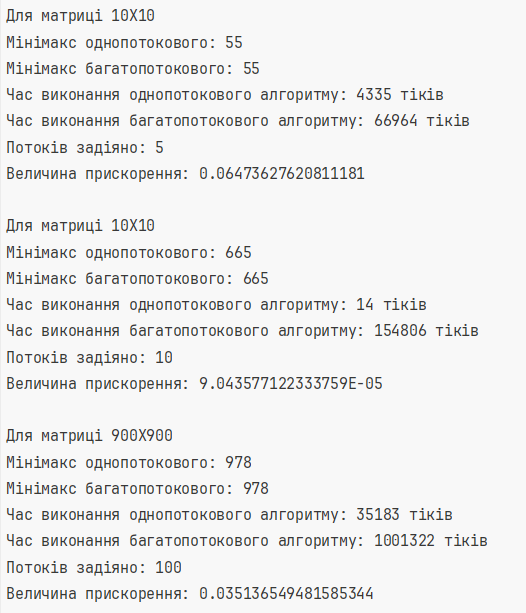 Для матриці 10X10
Мінімакс однопотокового: 55
Мінімакс багатопотокового: 55
Час виконання однопотокового алгоритму: 4335 тіків
Час виконання багатопотокового алгоритму: 66964 тіків
Потоків задіяно: 5
Величина прискорення: 0.06473627620811181
Для матриці 10X10
Мінімакс однопотокового: 665
Мінімакс багатопотокового: 665
Час виконання однопотокового алгоритму: 14 тіків
Час виконання багатопотокового алгоритму: 154806 тіків
Потоків задіяно: 10
Величина прискорення: 9.043577122333759E-05
Для матриці 900X900
Мінімакс однопотокового: 978
Мінімакс багатопотокового: 978
Час виконання однопотокового алгоритму: 35183 тіків
Час виконання багатопотокового алгоритму: 1001322 тіків
Потоків задіяно: 100
Величина прискорення: 0.035136549481585344